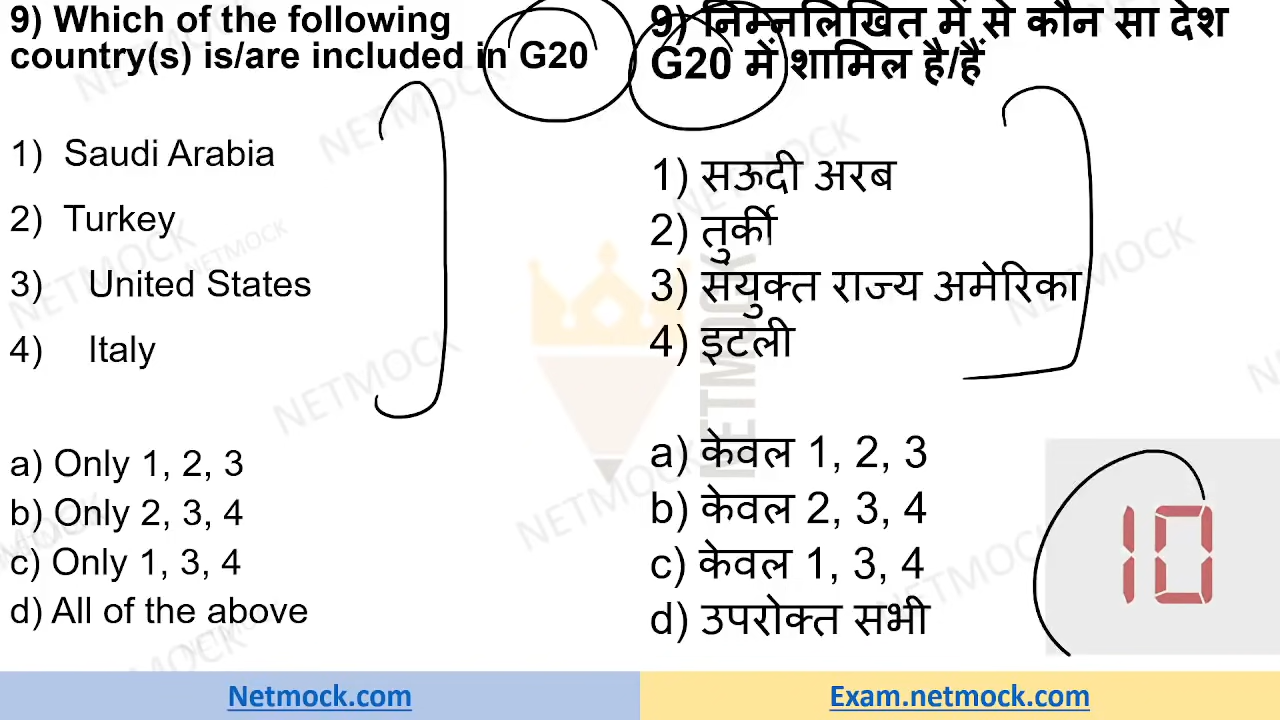 9) Which of the following
country(s) is/are included in G20
1) Saudi Arabia
2) Turkey
3) United States
4) Italy
a) Only 1, 2, 3
b) Only 2, 3, 4
c) Only 1, 3, 4
d) All of the above
9) निम्नलिखित में से कौन सा देश
G20 में शामिल है/हैं
1) सऊदी अरब
2) तुर्की
3) संयुक्त राज्य अमेरिका
4) इटली
a) केवल 1, 2, 3
b) केवल 2, 3, 4
c) केवल 1, 3, 4
d) उपरोक्त सभी
10
NETMOCK
Netmock.com
Exam.netmock.com